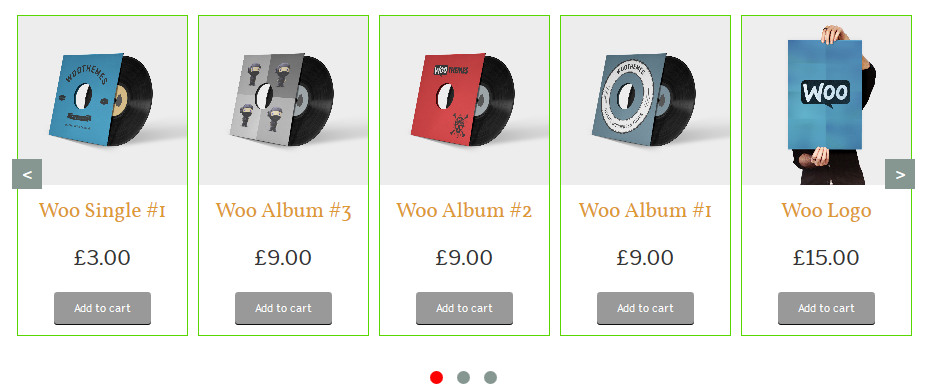 WOOTHEMES
Woo THEMES
WOOTHEMES
Woo
< >
Woo Single #1
£3.00
Add to cart
Woo Album #3
£9.00
Add to cart
Woo Album #2
£9.00
Add to cart
Woo Album #1
£9.00
Add to cart
Woo Logo
£15.00
Add to cart